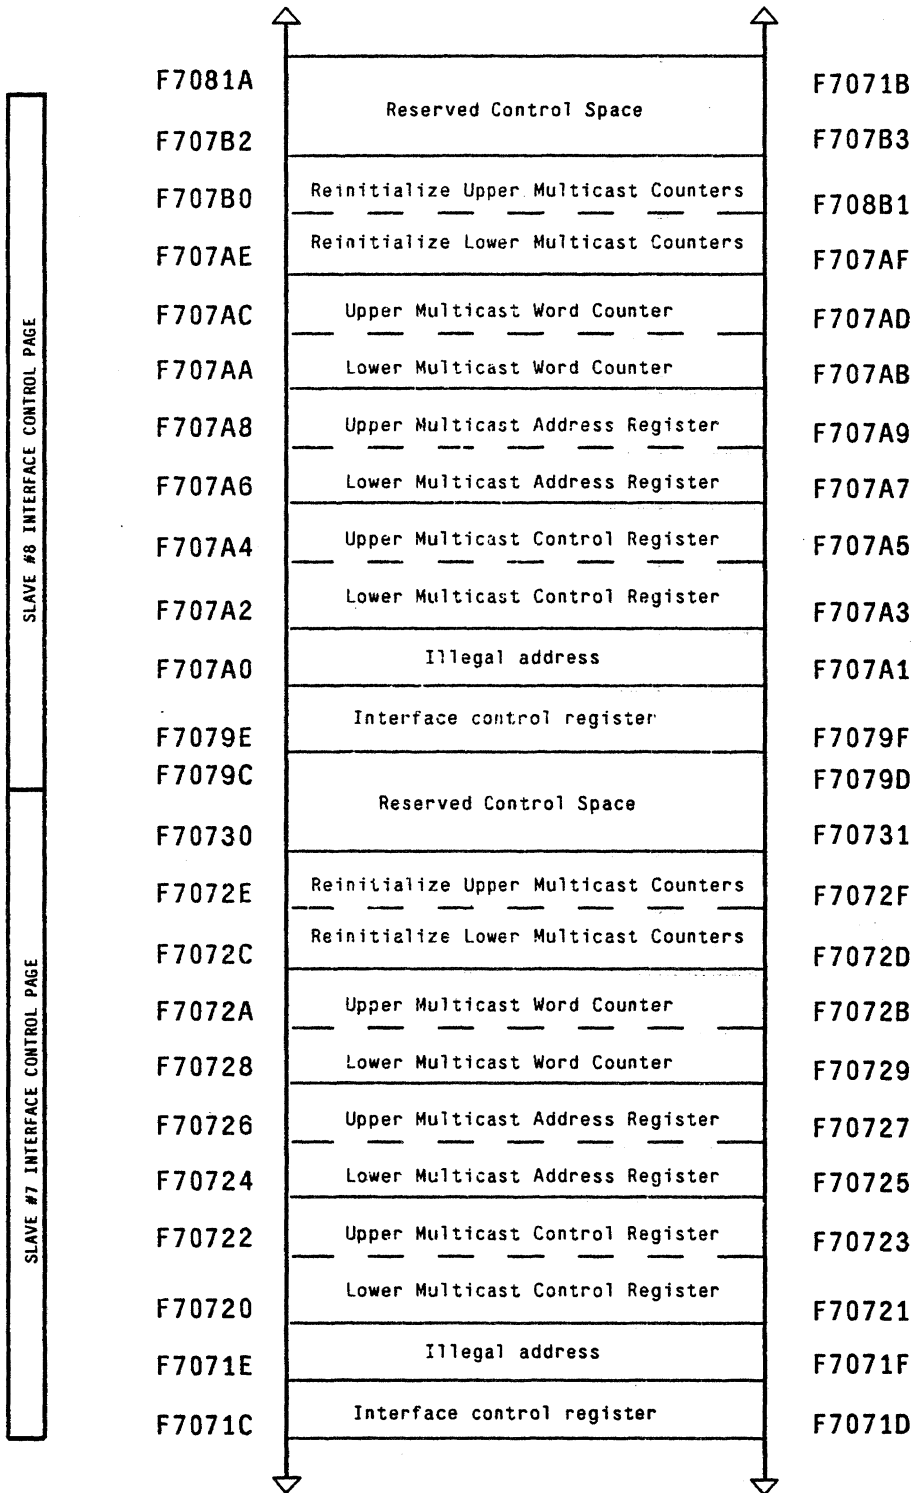 F7081A F7071B
Reserved Control Space
F707B2 F707B3
F707B0 Reinitialize Upper Multicast Counters F708B1
F707AE Reinitialize Lower Multicast Counters F707AF
F707AC Upper Multicast Word Counter F707AD
F707AA Lower Multicast Word Counter F707AB
F707A8 Upper Multicast Address Register F707A9
F707A6 Lower Multicast Address Register F707A7
F707A4 Upper Multicast Control Register F707A5
F707A2 Lower Multicast Control Register F707A3
F707A0 Illegal address F707A1
F7079E Interface control register F7079F
F7079C F7079D
Reserved Control Space
F70730 F70731
F7072E Reinitialize Upper Multicast Counters F7072F
F7072C Reinitialize Lower Multicast Counters F7072D
F7072A Upper Multicast Word Counter F7072B
F70728 Lower Multicast Word Counter F70729
F70726 Upper Multicast Address Register F70727
F70724 Lower Multicast Address Register F70725
F70722 Upper Multicast Control Register F70723
F70720 Lower Multicast Control Register F70721
F7071E Illegal address F7071F
F7071C Interface control register F7071D
SLAVE #8 INTERFACE CONTROL PAGE
SLAVE #7 INTERFACE CONTROL PAGE